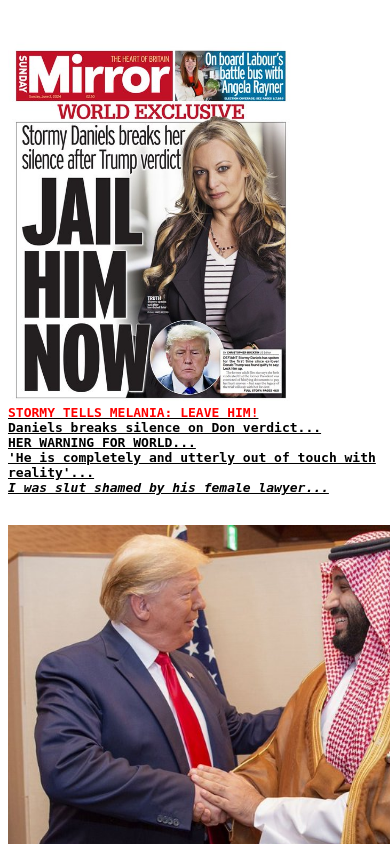 SUNDAY
Mirror
THE HEART OF BRITAIN
On board Labour's
battle bus with
Angela Rayner
WORLD EXCLUSIVE
Stormy Daniels breaks her
silence after Trump verdict
JAIL
HIM
NOW
TRUTH
STORMY TELLS MELANIA: LEAVE HIM!
Daniels breaks silence on Don verdict...
HER WARNING FOR WORLD...
'He is completely and utterly out of touch with
reality'...
I was slut shamed by his female lawyer...